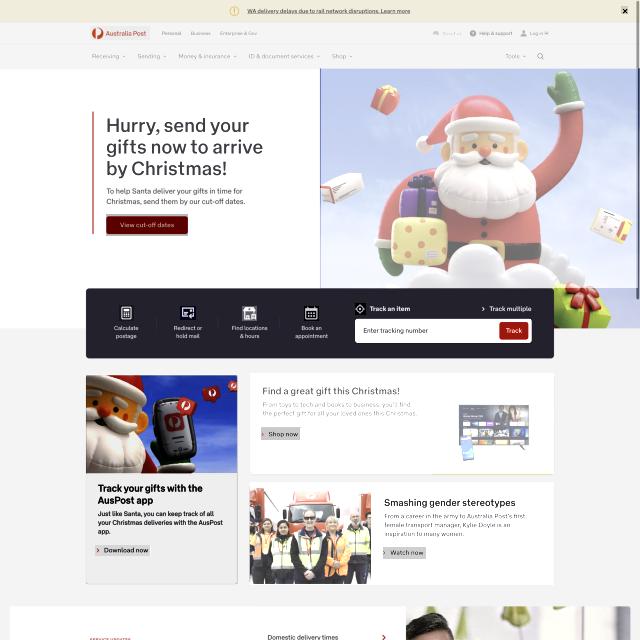 WA delivery delays due to rail network disruptions. Learn more
Australia Post
Personal
Business
Enterprise & Gov
Help & support
Log in
Receiving
Sending
Money & insurance
ID & document services
Shop
Tools
Hurry, send your
gifts now to arrive
by Christmas!
To help Santa deliver your gifts in time for
Christmas, send them by our cut-off dates.
View cut-off dates
Calculate
postage
Redirect or
hold mail
Find locations
& hours
Book an
appointment
Track an item
Track multiple
Enter tracking number
Track
Track your gifts with the
AusPost app
Just like Santa, you can keep track of all
your Christmas deliveries with the AusPost
app.
Download now
Find a great gift this Christmas!
From toys to tech and books to business, you'll find
the perfect gift for all your loved ones this Christmas.
Shop now
Smashing gender stereotypes
From a career in the army to Australia Post's first
female transport manager, Kylie Doyle is an
inspiration to many women.
Watch now
SERVICE UPDATES
Domestic delivery times